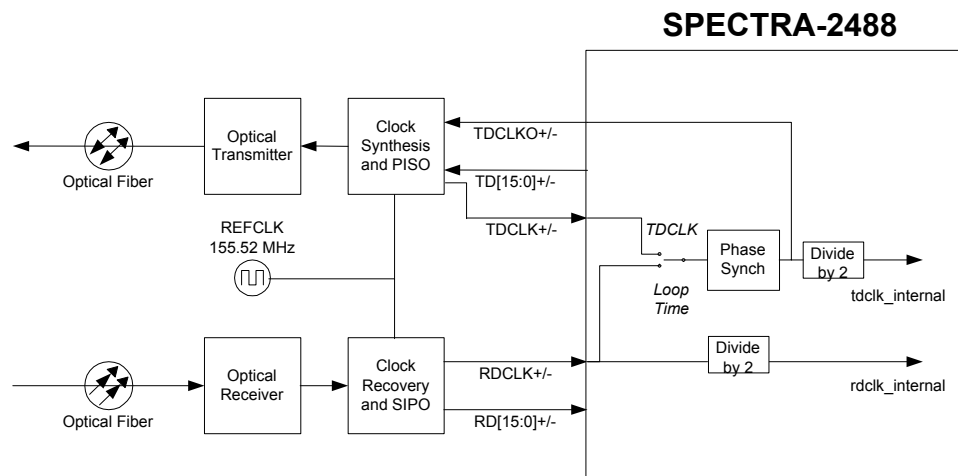 SPECTRA-2488
Optical Fiber
Optical
Transmitter
Clock
Synthesis
and PISO
TDCLKO+/-
TD[15:0]+/-
TDCLK+/-
REFCLK
155.52 MHz
TDCLK
Loop
Time
Phase
Synch
Divide
by 2
tdclk_internal
Optical Fiber
Optical
Receiver
Clock
Recovery
and SIPO
RDCLK+/-
RD[15:0]+/-
Divide
by 2
rdclk_internal